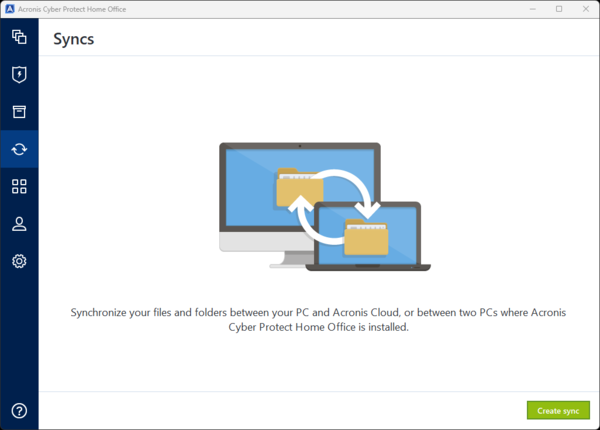 Acronis Cyber Protect Home Office
Syncs
Synchronize your files and folders between your PC and Acronis Cloud, or between two PCs where Acronis
Cyber Protect Home Office is installed.
Create sync